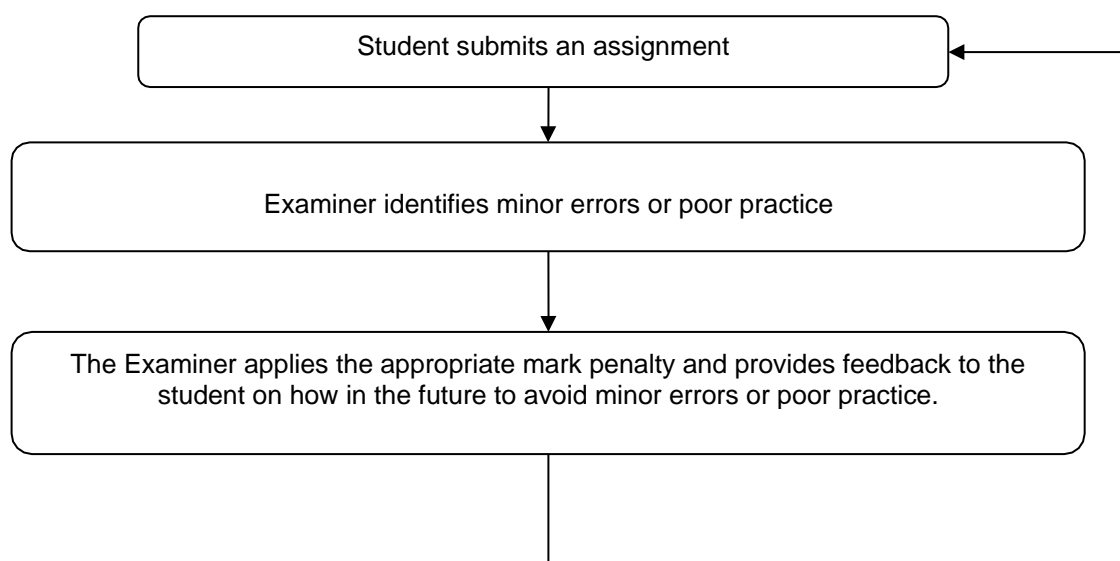 Student submits an assignment
Examiner identifies minor errors or poor practice
The Examiner applies the appropriate mark penalty and provides feedback to the
student on how in the future to avoid minor errors or poor practice.